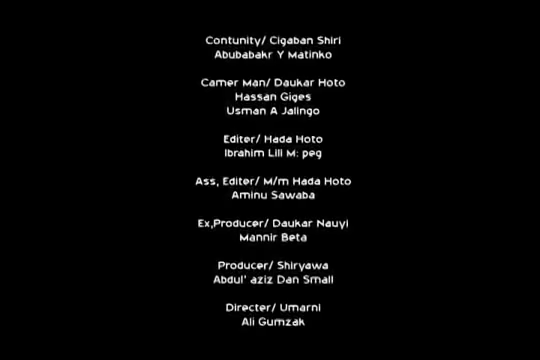 Contunity/ Cigaban Shiri
Abubabakr Y Matinko
Camer Man/ Daukar Hoto
Hassan Giges
Usman A Jalingo
Editer/ Hada Hoto
Ibrahim Lili M: peg
Ass, Editer/ M/m Hada Hoto
Aminu Sawaba
Ex,Producer/ Daukar Nauyi
Mannir Beta
Producer/ Shiryawa
Abdul' aziz Dan Small
Directer/ Umarni
Ali Gumzak